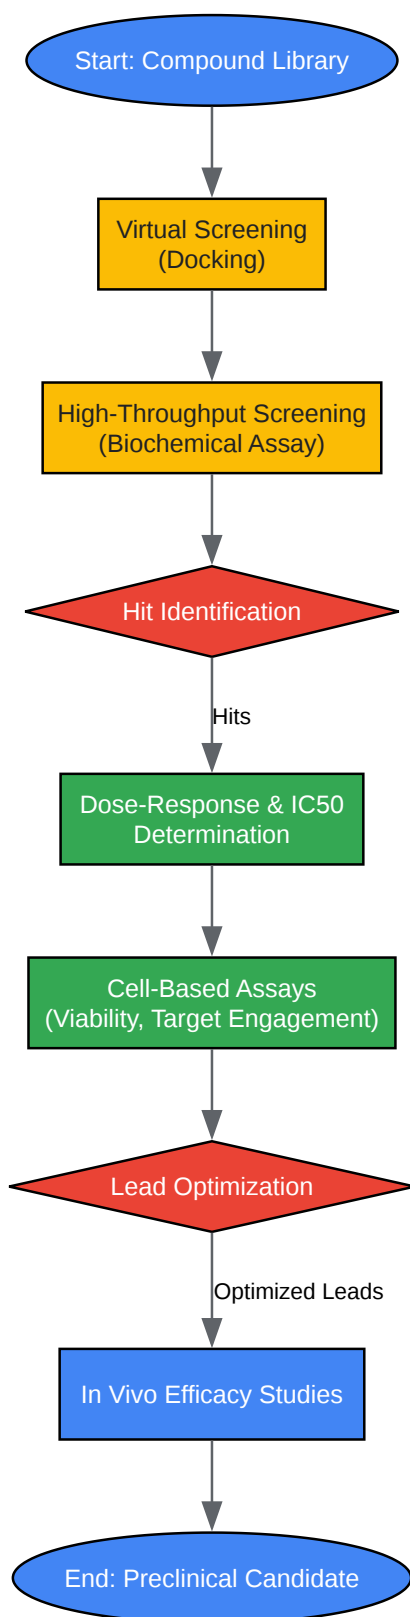 Start: Compound Library
Virtual Screening
(Docking)
High-Throughput Screening
(Biochemical Assay)
Hit Identification
Hits
Dose-Response & IC50
Determination
Cell-Based Assays
(Viability, Target Engagement)
Lead Optimization
Optimized Leads
In Vivo Efficacy Studies
End: Preclinical Candidate